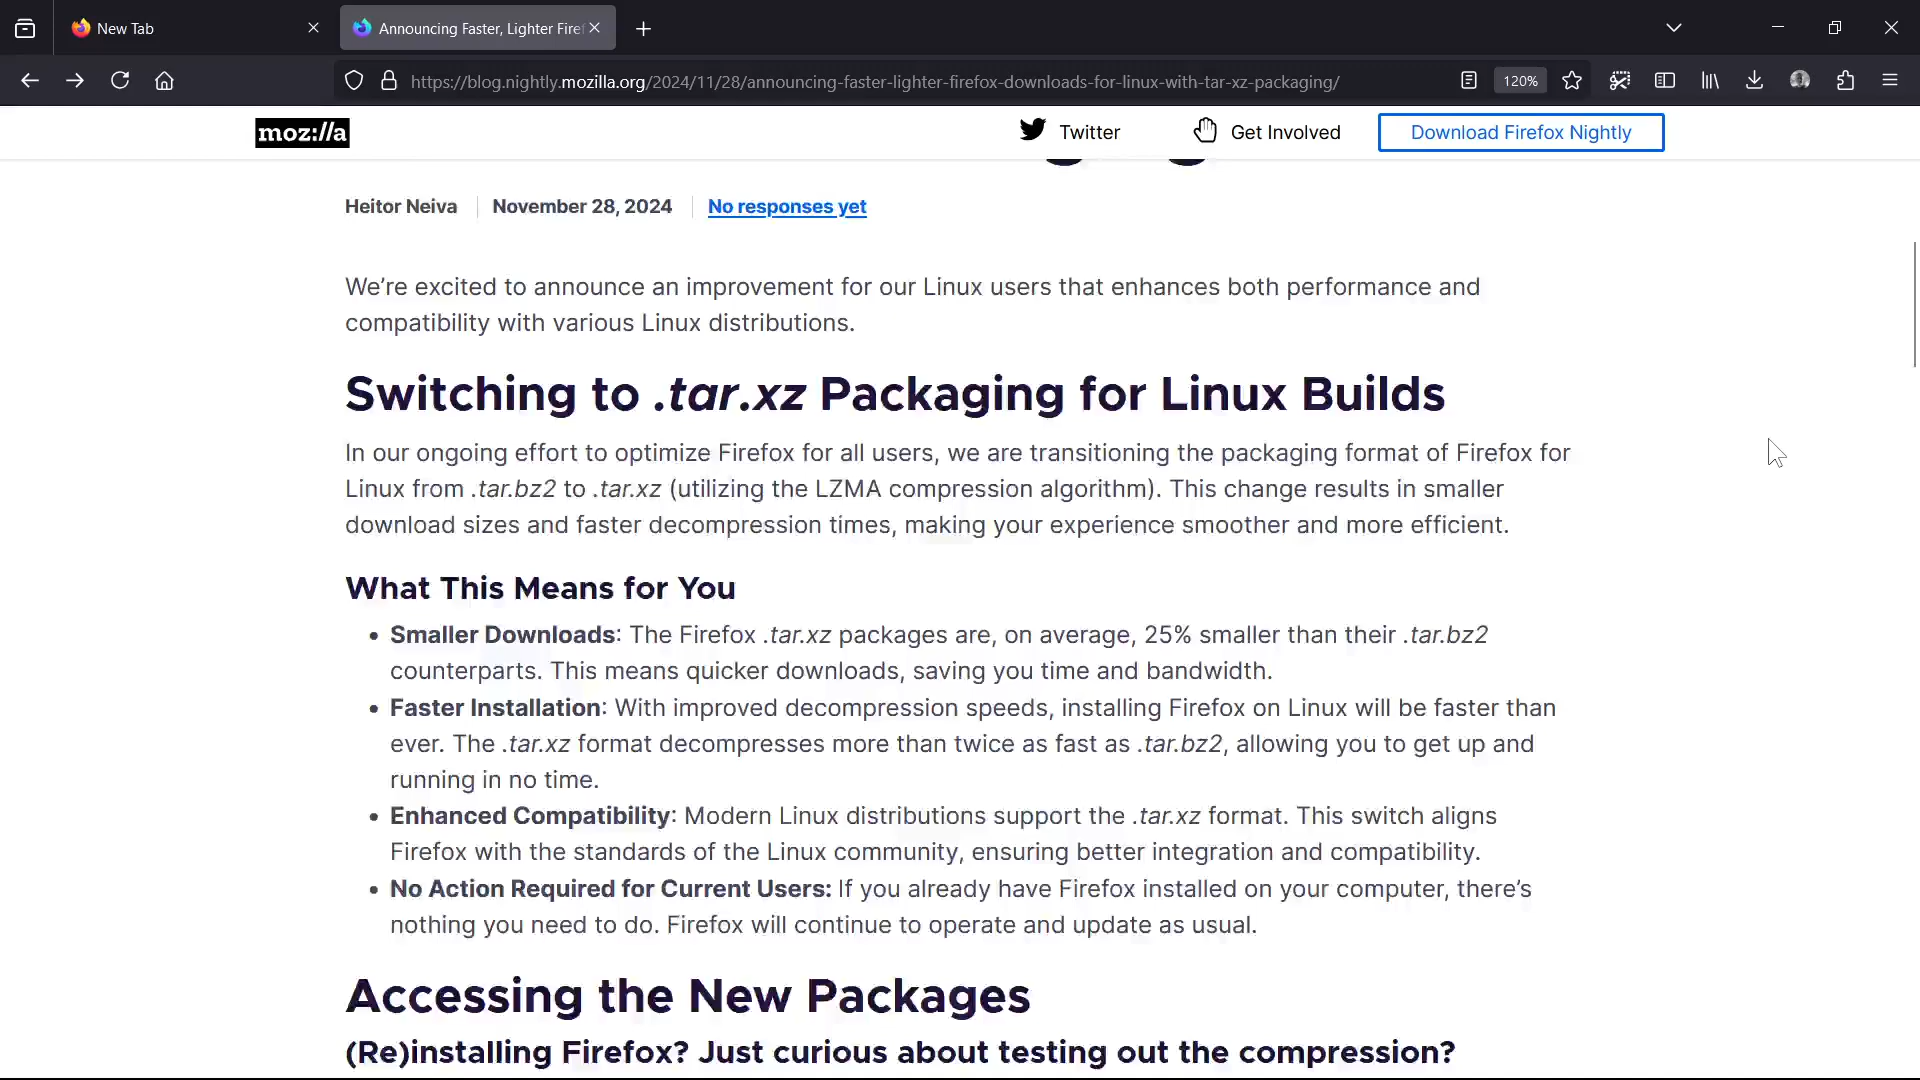 New Tab
Announcing Faster, Lighter Fire
https://blog.nightly.mozilla.org/2024/11/28/announcing-faster-lighter-firefox-downloads-for-linux-with-tar-xz-packaging/
120%
moz://a
Twitter
Get Involved
Download Firefox Nightly
Heitor Neiva
November 28, 2024
No responses yet
We’re excited to announce an improvement for our Linux users that enhances both performance and
compatibility with various Linux distributions.
Switching to .tar.xz Packaging for Linux Builds
In our ongoing effort to optimize Firefox for all users, we are transitioning the packaging format of Firefox for
Linux from .tar.bz2 to .tar.xz (utilizing the LZMA compression algorithm). This change results in smaller
download sizes and faster decompression times, making your experience smoother and more efficient.
What This Means for You
• Smaller Downloads: The Firefox .tar.xz packages are, on average, 25% smaller than their .tar.bz2
counterparts. This means quicker downloads, saving you time and bandwidth.
• Faster Installation: With improved decompression speeds, installing Firefox on Linux will be faster than
ever. The .tar.xz format decompresses more than twice as fast as .tar.bz2, allowing you to get up and
running in no time.
• Enhanced Compatibility: Modern Linux distributions support the .tar.xz format. This switch aligns
Firefox with the standards of the Linux community, ensuring better integration and compatibility.
• No Action Required for Current Users: If you already have Firefox installed on your computer, there’s
nothing you need to do. Firefox will continue to operate and update as usual.
Accessing the New Packages
(Re)installing Firefox? Just curious about testing out the compression?